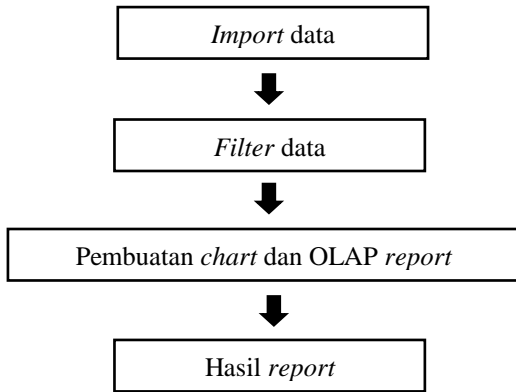 Import data
Filter data
Pembuatan chart dan OLAP report
Hasil report